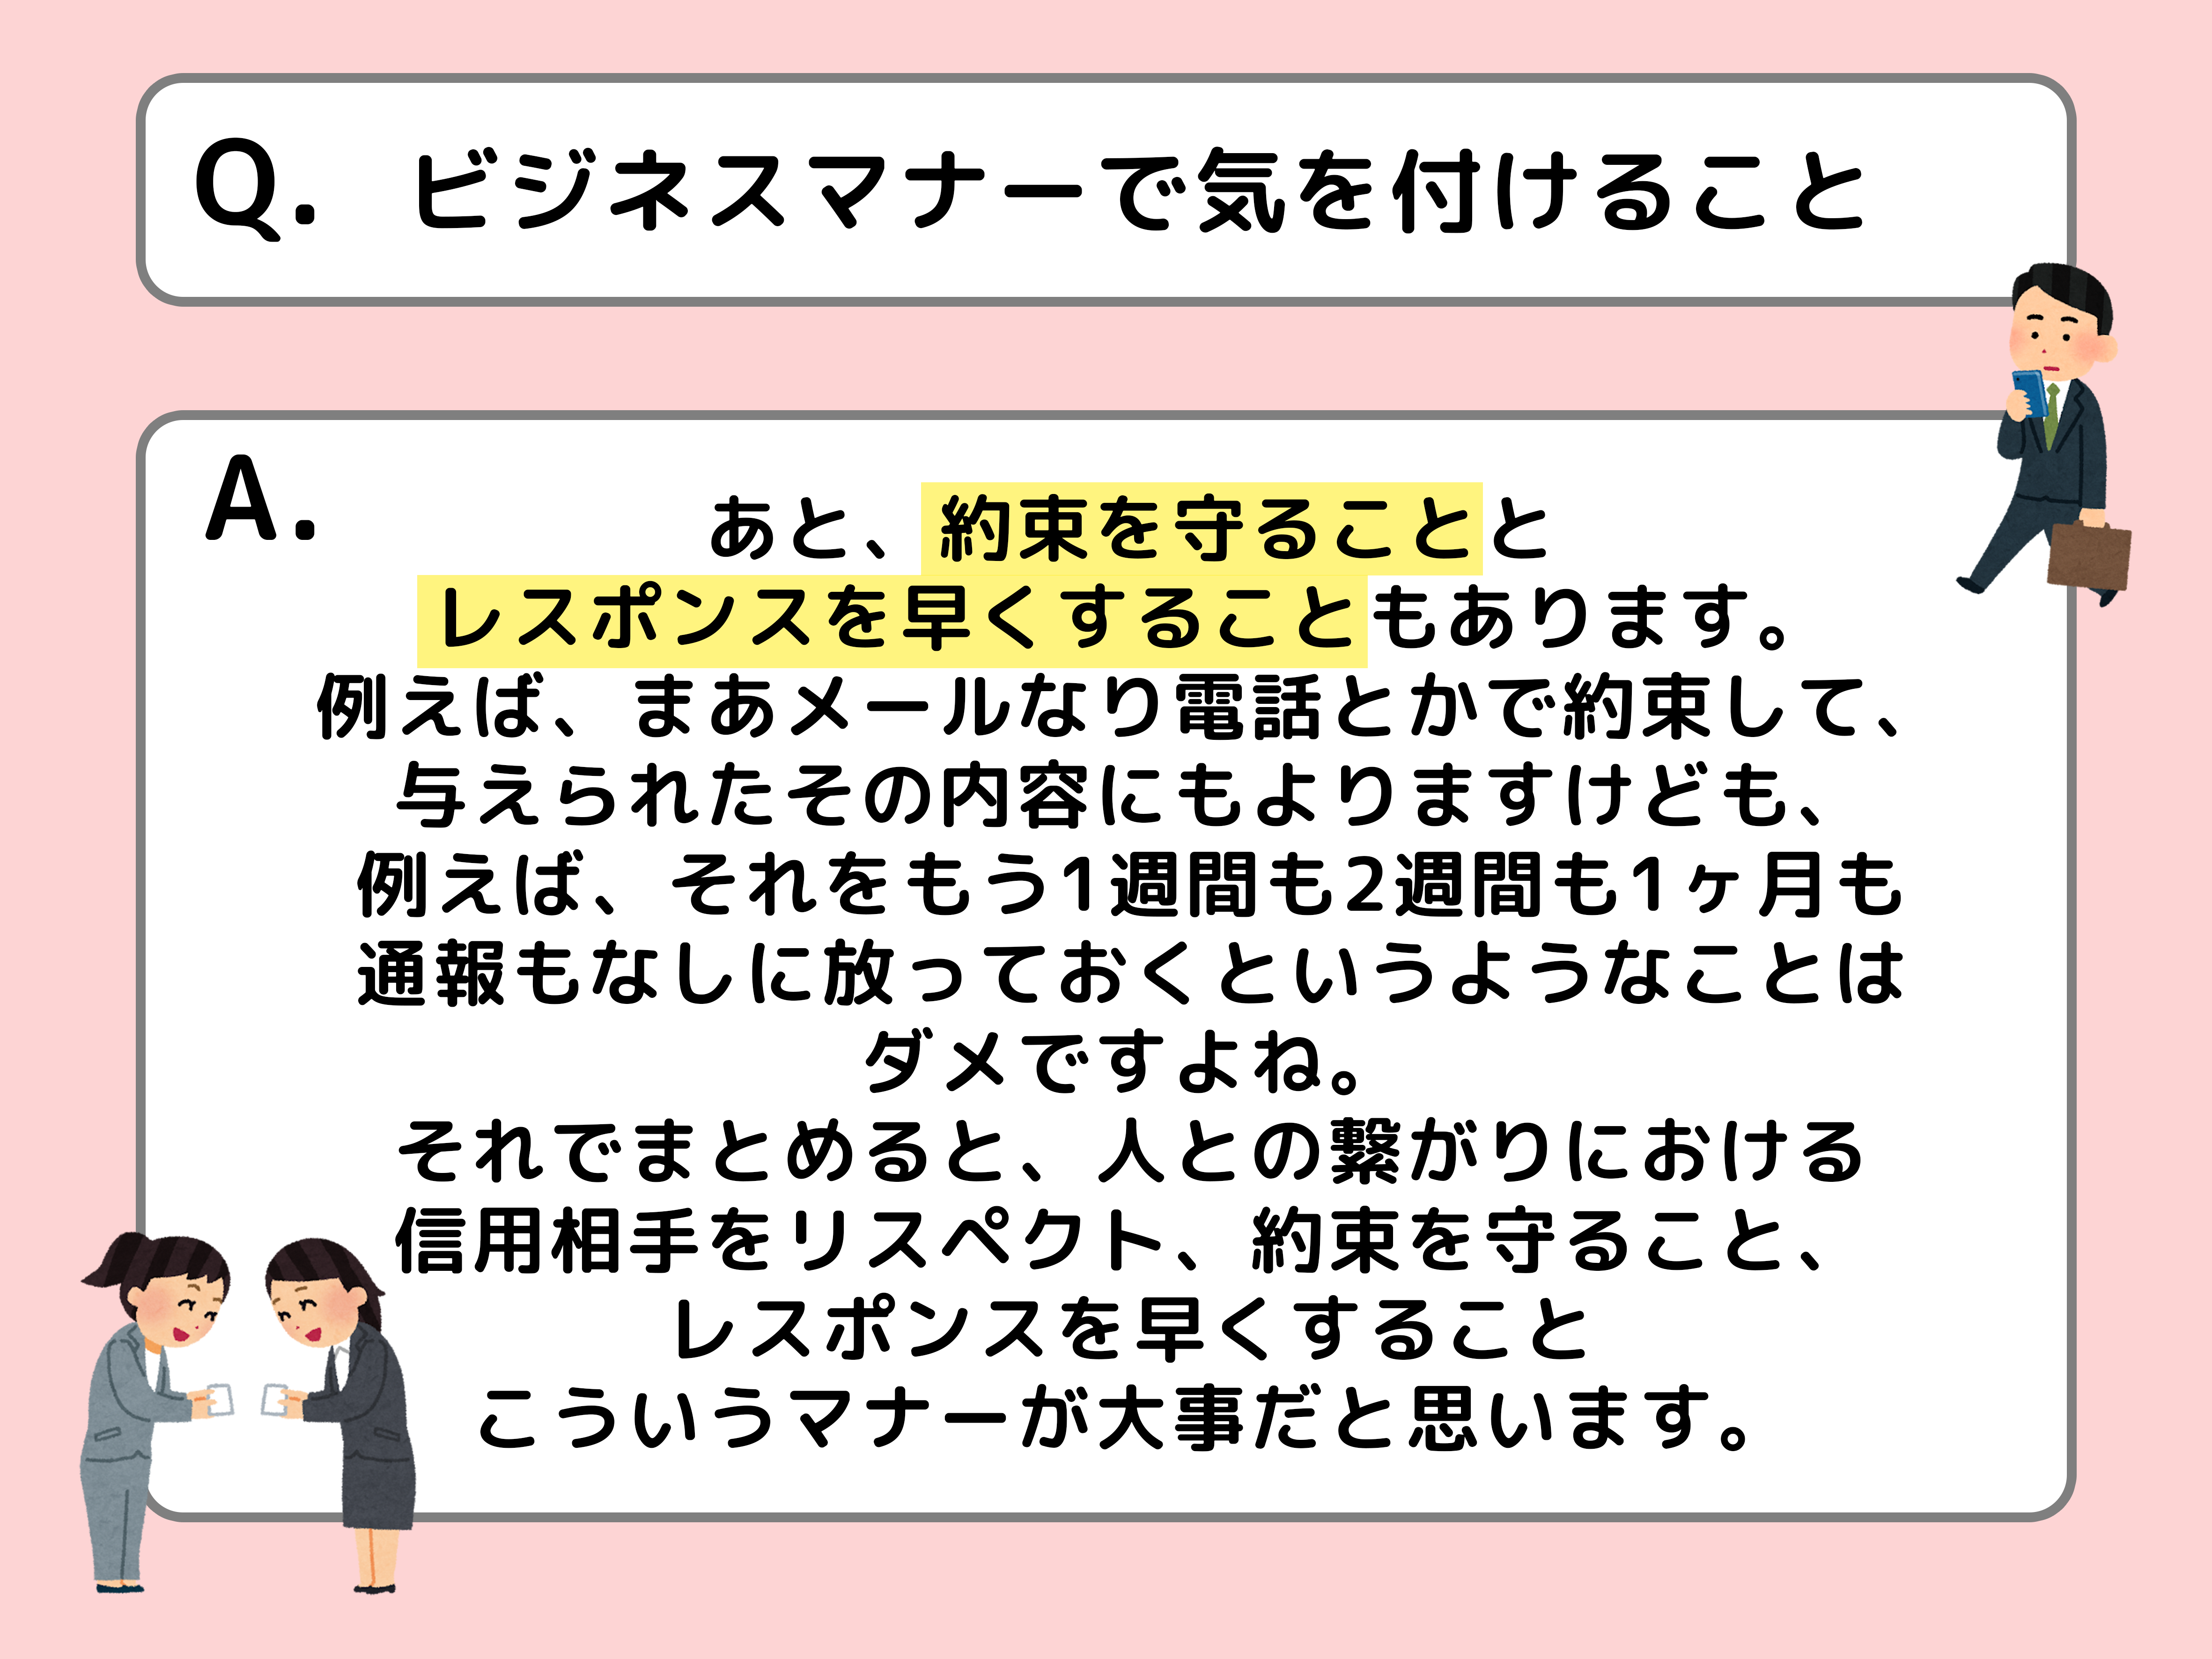 Q. ビジネスマナーで気を付けること
A.
あと、約束を守ることと
レスポンスを早くすることもあります。
例えば、まあメールなり電話とかで約束して、
与えられたその内容にもよりますけども、
例えば、それをもう1週間も2週間も1ヶ月も
通報もなしに放っておくというようなことは
ダメですよね。
それでまとめると、人との繋がりにおける
信用相手をリスペクト、約束を守ること、
レスポンスを早くすること
こういうマナーが大事だと思います。